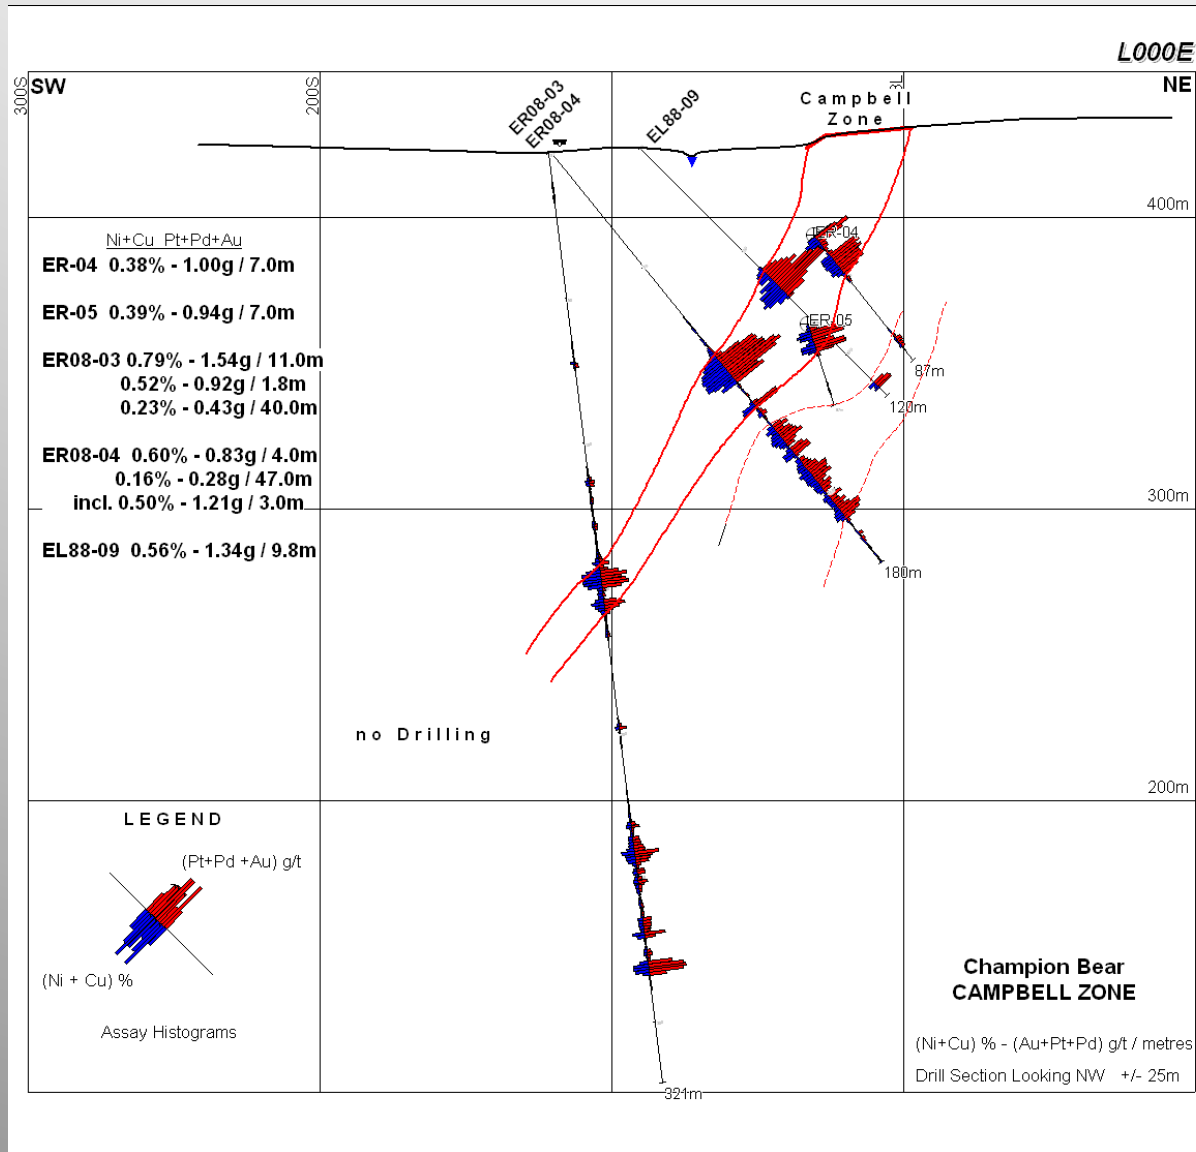 L000E
300S
SW
200S
ER08-03
ER08-04
EL88-09
Campbell
Zone
BL
NE
400m
Ni+Cu Pt+Pd+Au
ER-04 0.38% - 1.00g / 7.0m
ER-05 0.39% - 0.94g / 7.0m
ER08-03 0.79% - 1.54g / 11.0m
0.52% - 0.92g / 1.8m
0.23% - 0.43g / 40.0m
ER08-04 0.60% - 0.83g / 4.0m
0.16% - 0.28g / 47.0m
incl. 0.50% - 1.21g / 3.0m
EL88-09 0.56% - 1.34g / 9.8m
ER-04
ER-05
87m
120m
300m
180m
no Drilling
200m
LEGEND
(Pt+Pd +Au) g/t
(Ni + Cu) %
Assay Histograms
321m
Champion Bear
CAMPBELL ZONE
(Ni+Cu) % - (Au+Pt+Pd) g/t / metres
Drill Section Looking NW +/- 25m